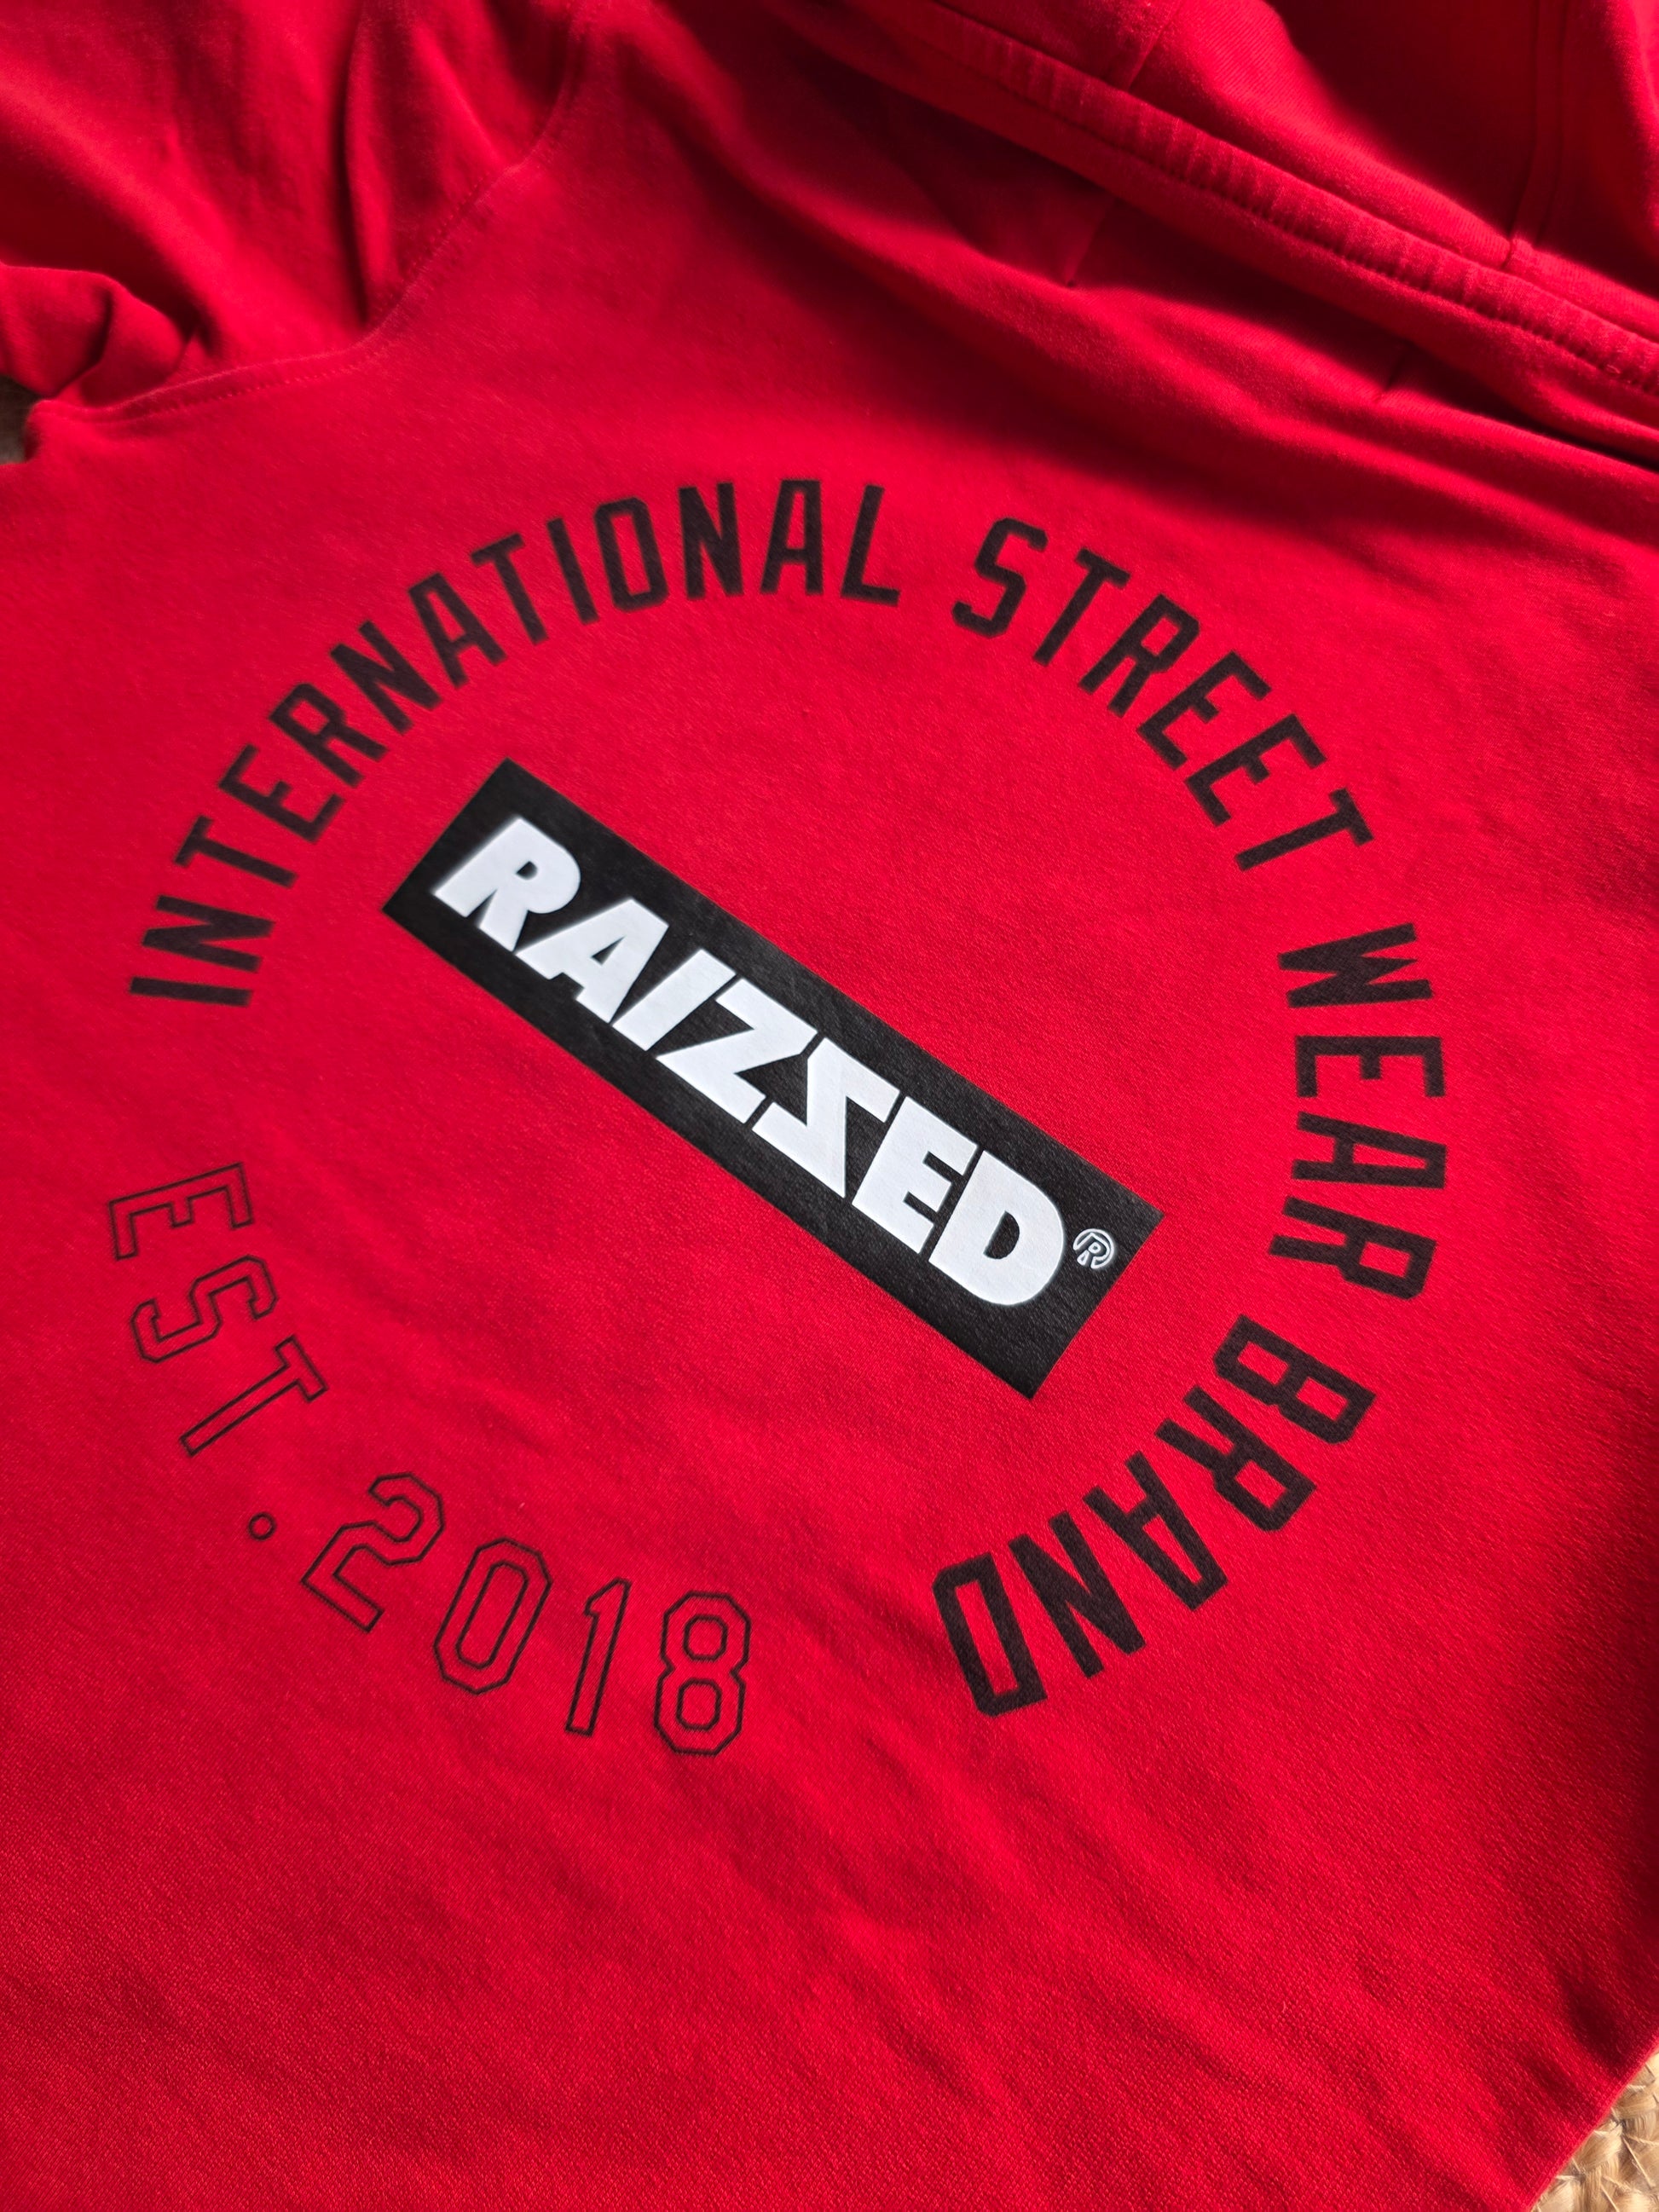 INTERNATIONAL STREET WEAR BRAND
RAIZSED®
EST.2018